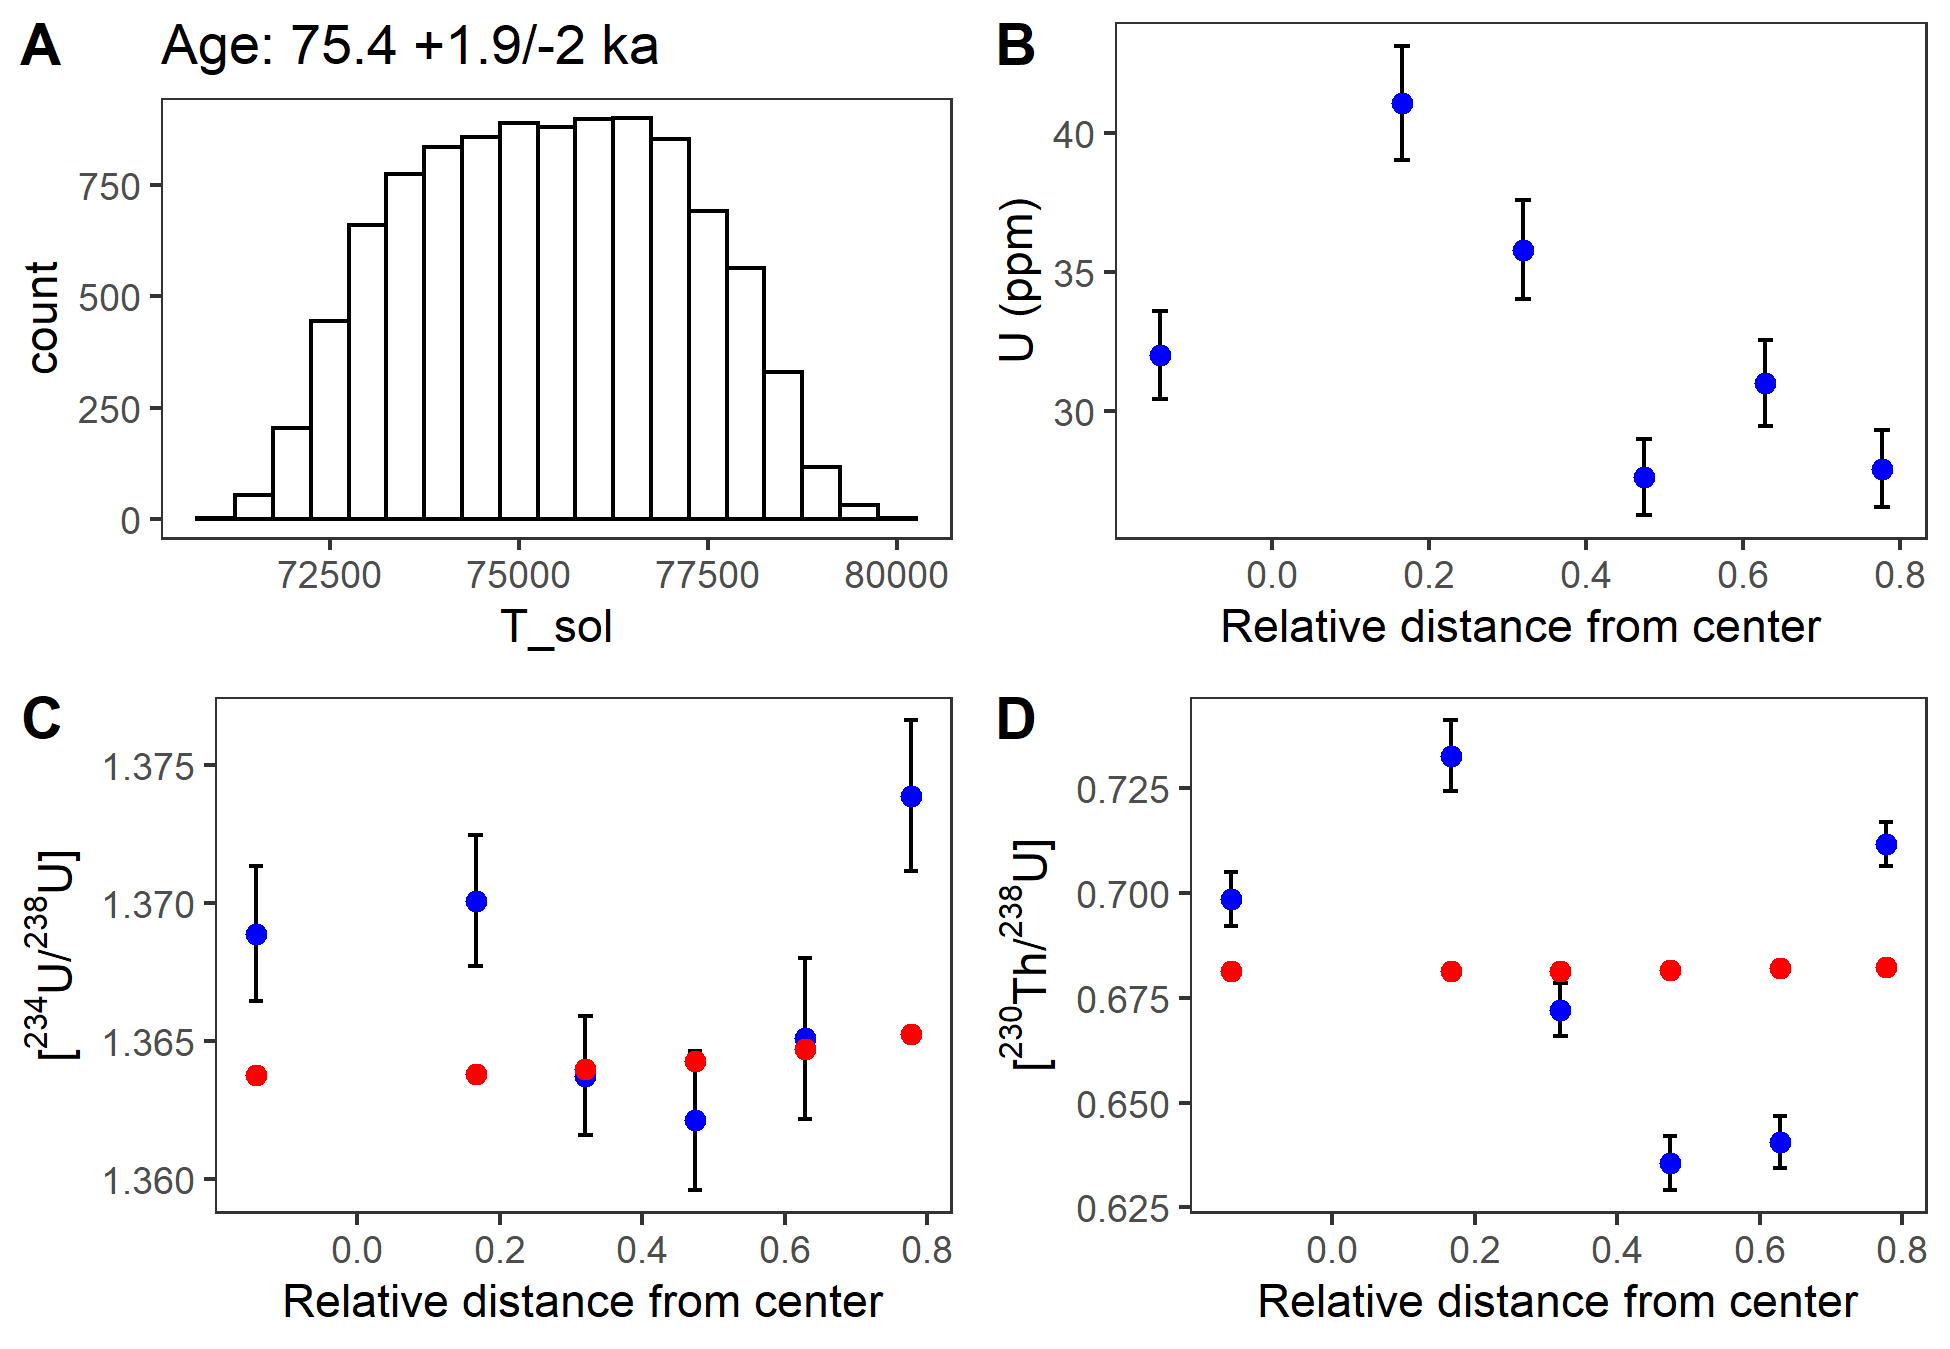 A
Age: 75.4 +1.9/-2 ka
count
750
500
250
0
72500 75000 77500 80000
T_sol
B
U (ppm)
40
35
30
0.0 0.2 0.4 0.6 0.8
Relative distance from center
C
[²³⁴U/²³⁸U]
1.375
1.370
1.365
1.360
0.0 0.2 0.4 0.6 0.8
Relative distance from center
D
[²³⁰Th/²³⁸U]
0.725
0.700
0.675
0.650
0.625
0.0 0.2 0.4 0.6 0.8
Relative distance from center